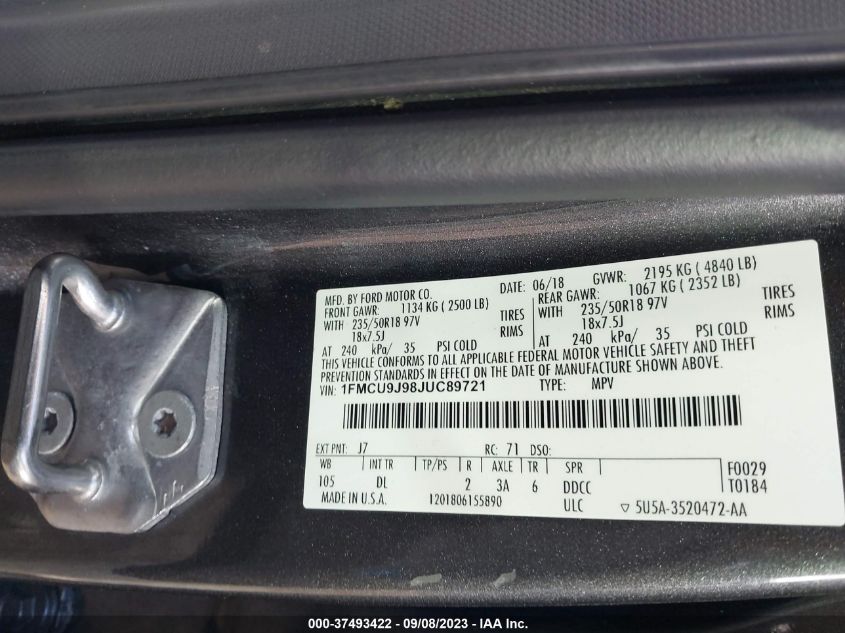 MFD. BY FORD MOTOR CO. DATE: 06/18 GVWR: 2195 KG ( 4840 LB)
FRONT GAWR: 1134 KG ( 2500 LB) REAR GAWR: 1067 KG ( 2352 LB)
WITH 235/50R18 97V TIRES WITH 235/50R18 97V TIRES
18x7.5J RIMS 18x7.5J RIMS
AT 240 kPa/ 35 PSI COLD AT 240 kPa/ 35 PSI COLD
THIS VEHICLE CONFORMS TO ALL APPLICABLE FEDERAL MOTOR VEHICLE SAFETY AND THEFT
PREVENTION STANDARDS IN EFFECT ON THE DATE OF MANUFACTURE SHOWN ABOVE.
VIN: 1FMCU9J98JUC89721 TYPE: MPV
EXT PNT: J7 RC: 71 DSO:
WB INT TR TP/PS R AXLE TR SPR F0029
105 DL 2 3A 6 DDCC T0184
MADE IN U.S.A. 1201806155890 ULC ▽ 5U5A-3520472-AA
000-37493422 - 09/08/2023 - IAA Inc.